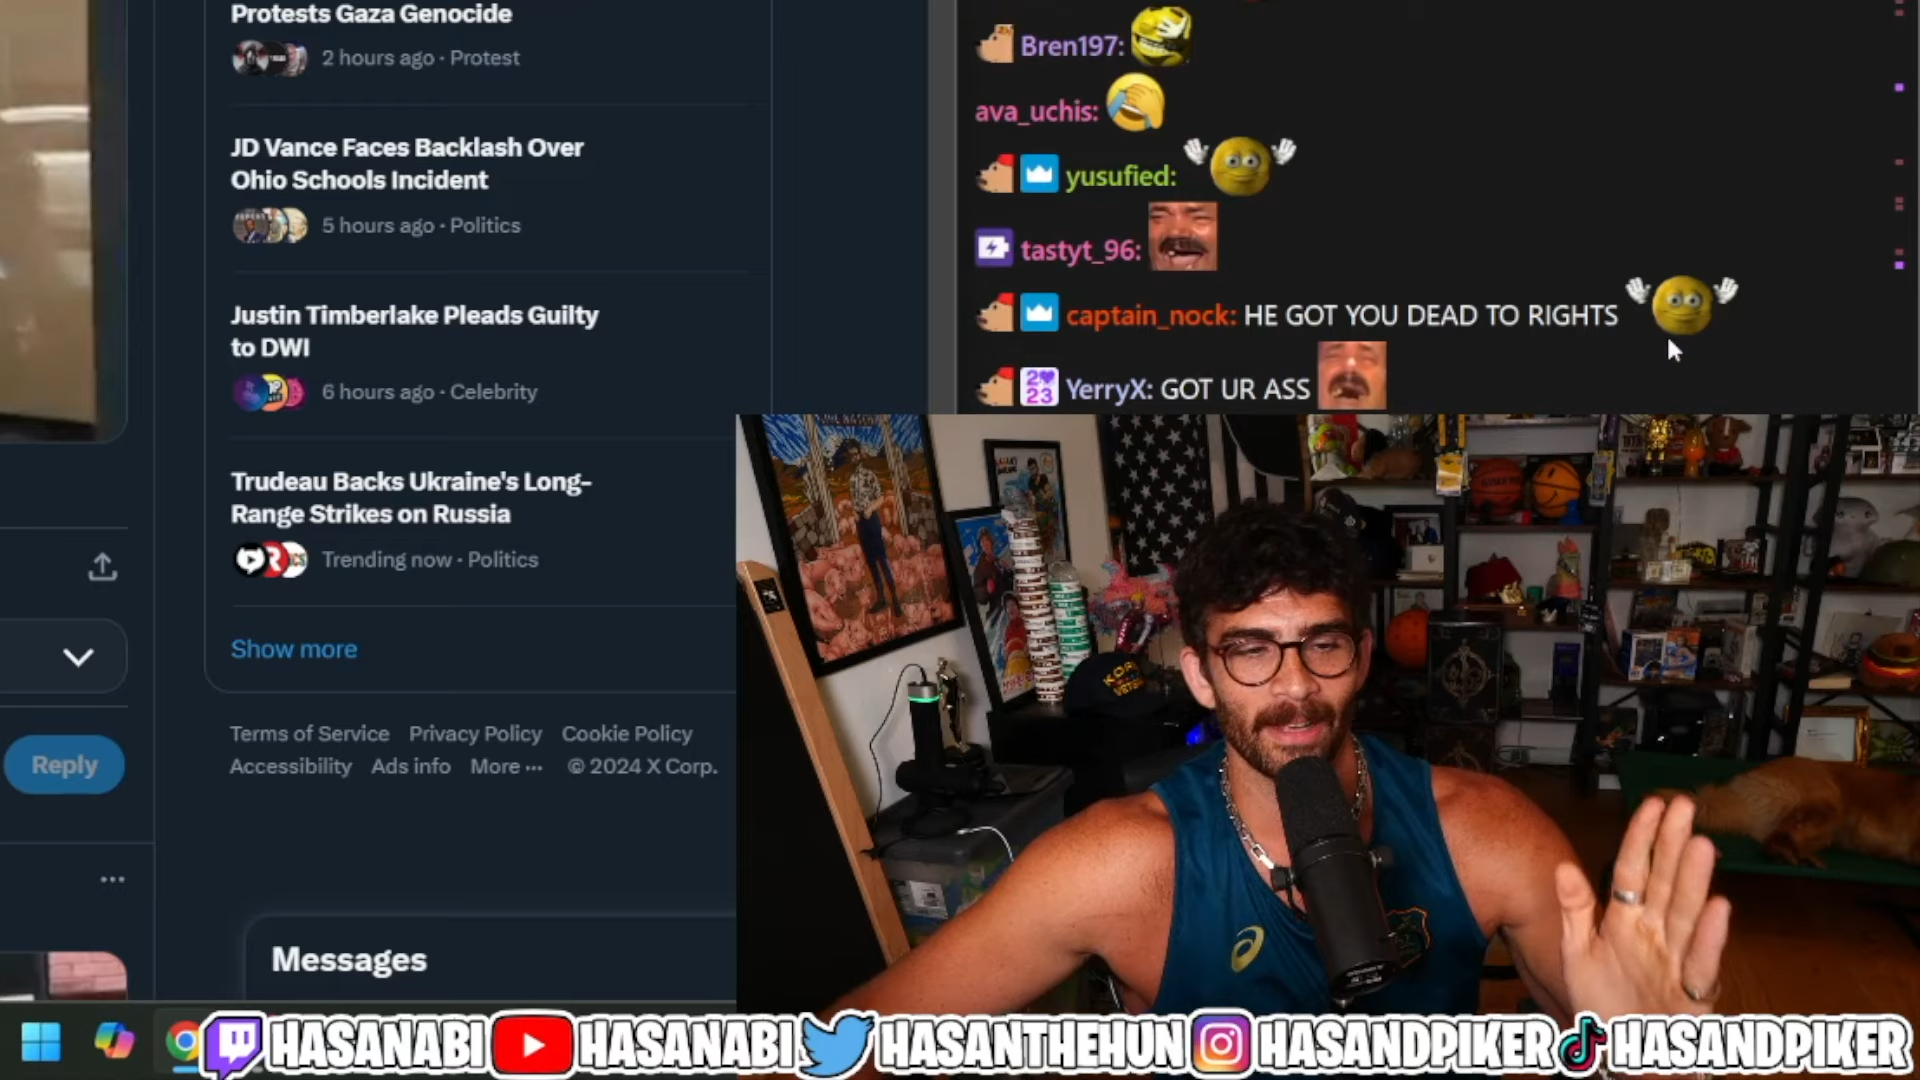 Protests Gaza Genocide
2 hours ago · Protest
JD Vance Faces Backlash Over
Ohio Schools Incident
5 hours ago · Politics
Justin Timberlake Pleads Guilty
to DWI
6 hours ago · Celebrity
Trudeau Backs Ukraine's Long-
Range Strikes on Russia
Trending now · Politics
Show more
Terms of Service Privacy Policy Cookie Policy
Accessibility Ads info More ··· © 2024 X Corp.
Reply
Messages
Bren197:
ava_uchis:
yusufied:
tastyt_96:
captain_nock: HE GOT YOU DEAD TO RIGHTS
2 23 YerryX: GOT UR ASS
HASANABI HASANABI HASANTHEHUN HASANDPIKER HASANDPIKER